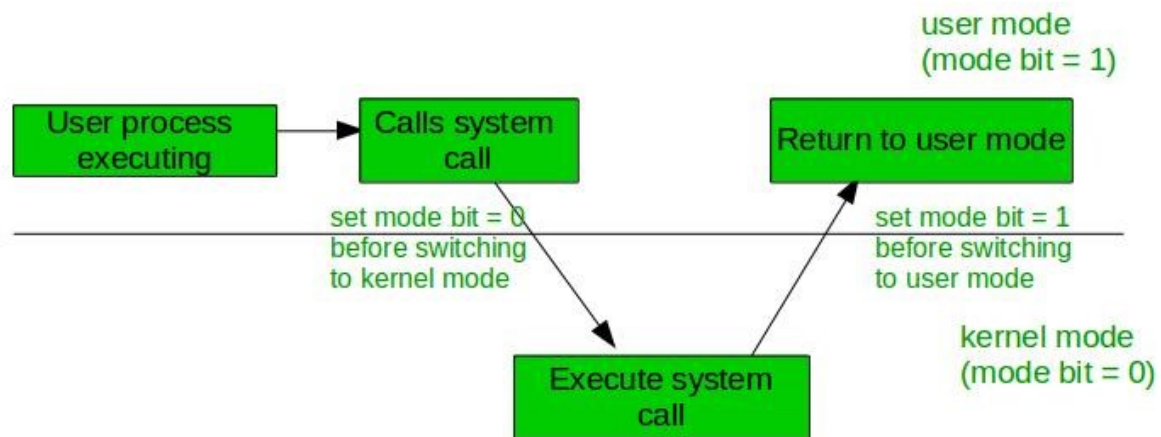 user mode
(mode bit = 1)
User process
executing
Calls system
call
Return to user mode
set mode bit = 0
before switching
to kernel mode
set mode bit = 1
before switching
to user mode
kernel mode
(mode bit = 0)
Execute system
call